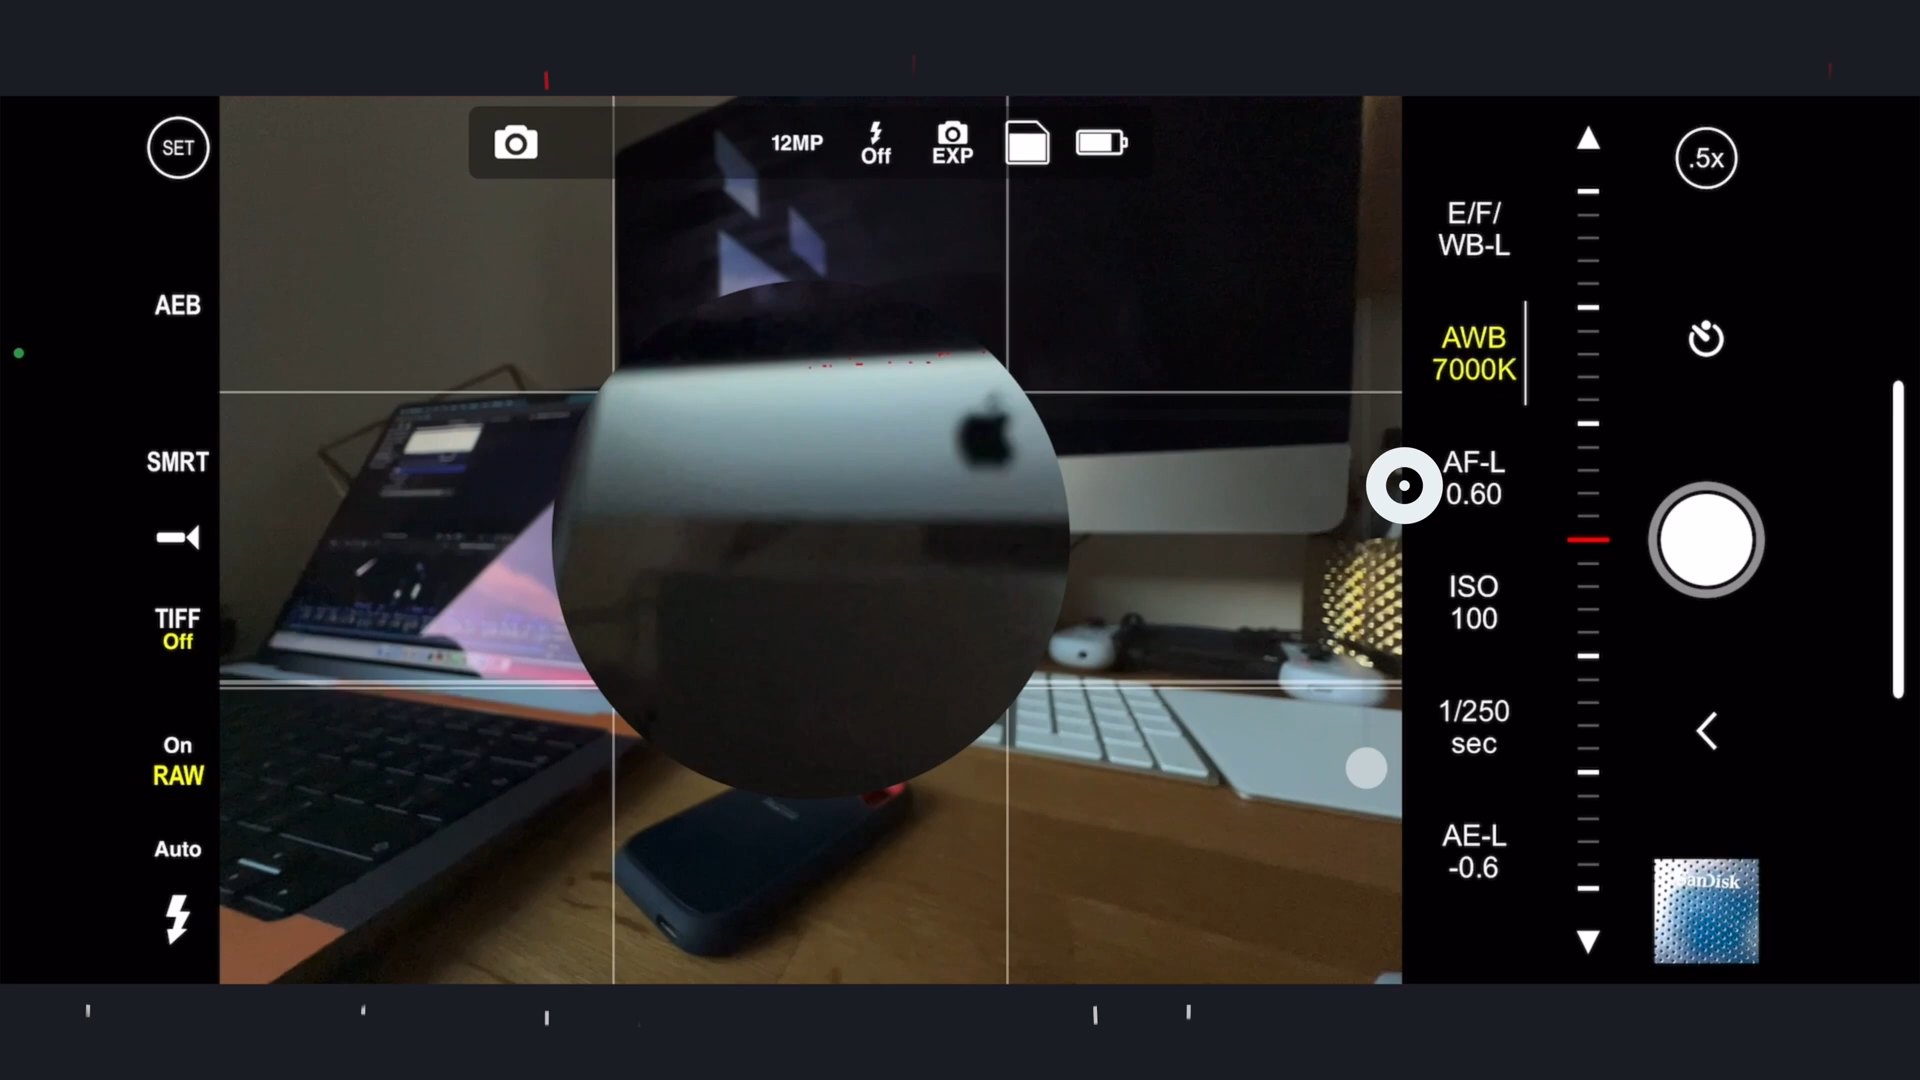 SET
AEB
SMRT
TIFF
Off
On
RAW
Auto
12MP
Off
EXP
E/F/
WB-L
AWB
7000K
AF-L
0.60
ISO
100
1/250
sec
AE-L
-0.6
.5x
SanDisk